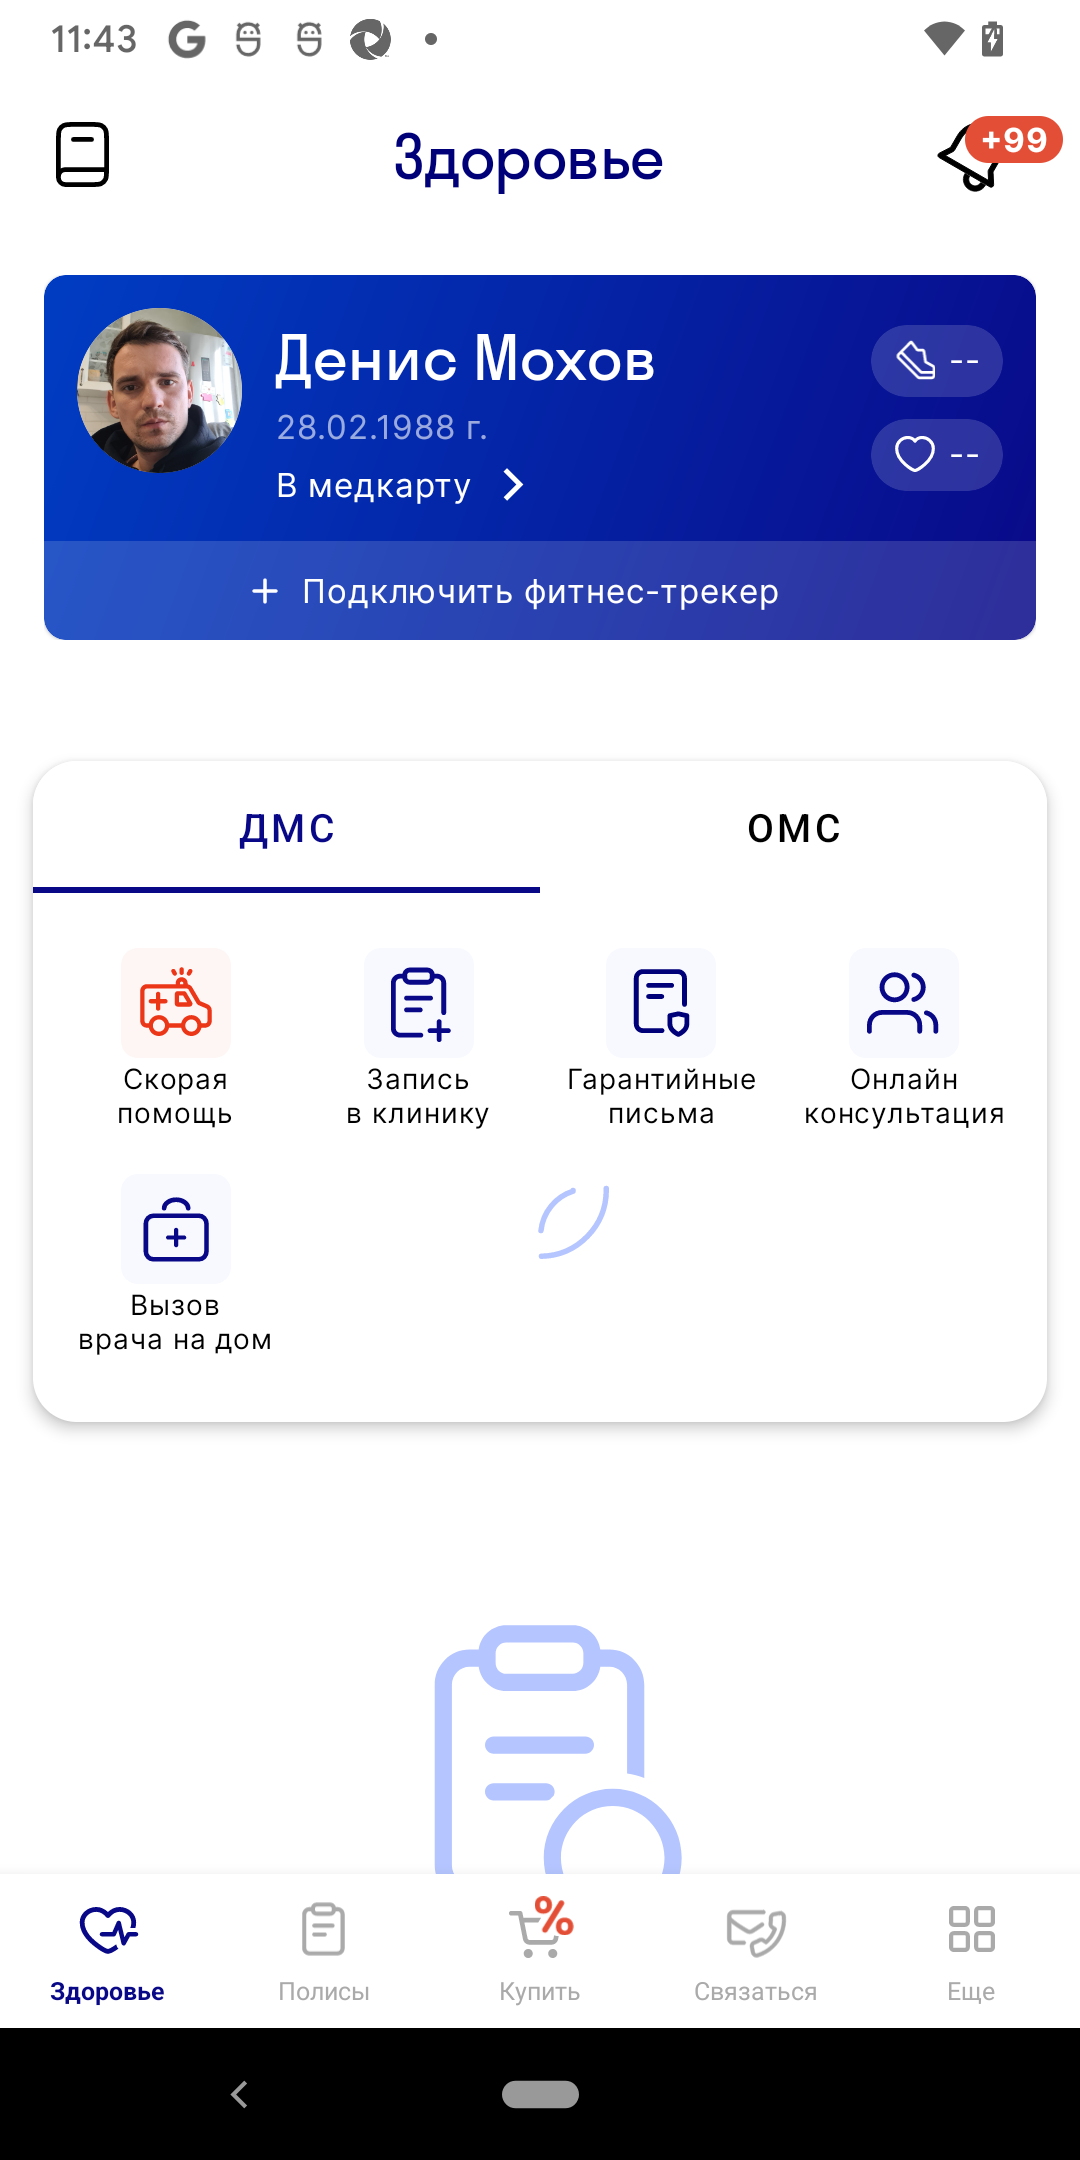 11:43
Здоровье
+99
Денис Мохов
28.02.1988 г.
В медкарту
--
--
Подключить фитнес-трекер
ДМС
ОМС
Скорая
помощь
Запись
в клинику
Гарантийные
письма
Онлайн
консультация
Вызов
врача на дом
%
Здоровье
Полисы
Купить
Связаться
Еще